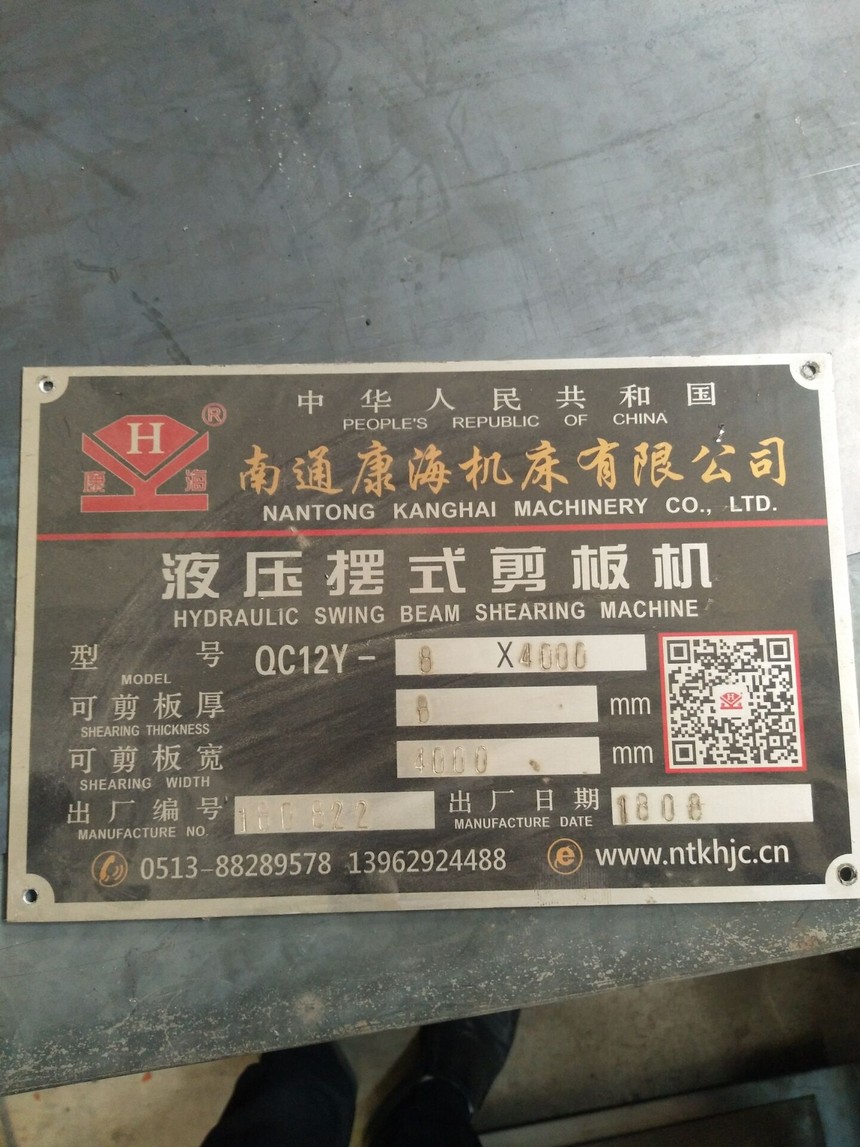 中华人民共和国
PEOPLE'S REPUBLIC OF CHINA
H
®
康 海
南通康海机床有限公司
NANTONG KANGHAI MACHINERY CO., LTD.
液压摆式剪板机
HYDRAULIC SWING BEAM SHEARING MACHINE
型 号 QC12Y- 8 X4000
MODEL
可剪板厚 8 mm
SHEARING THICKNESS
可剪板宽 4000 mm
SHEARING WIDTH
出厂编号 180822 出厂日期 1808
MANUFACTURE NO. MANUFACTURE DATE
0513-88289578 13962924488 e www.ntkhjc.cn